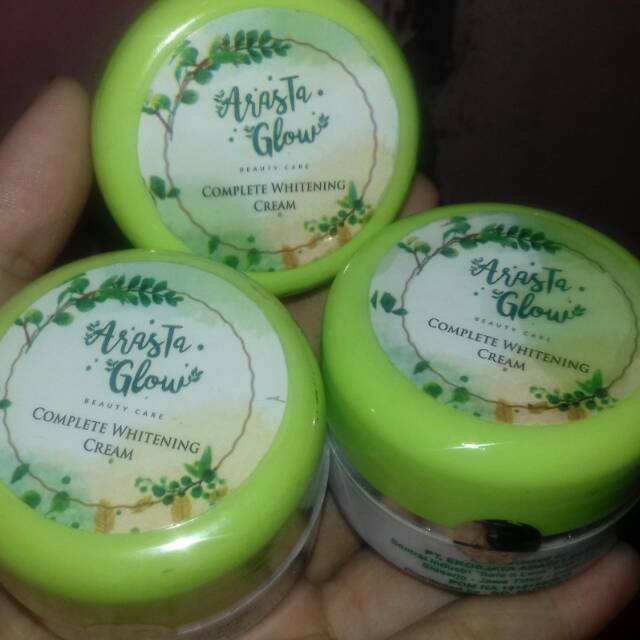 Arasta
Glow
BEAUTY CARE
COMPLETE WHITENING
CREAM
Arasta
Glow
BEAUTY CARE
COMPLETE WHITENING
CREAM
Arasta
Glow
BEAUTY CARE
COMPLETE WHITENING
CREAM
PT.